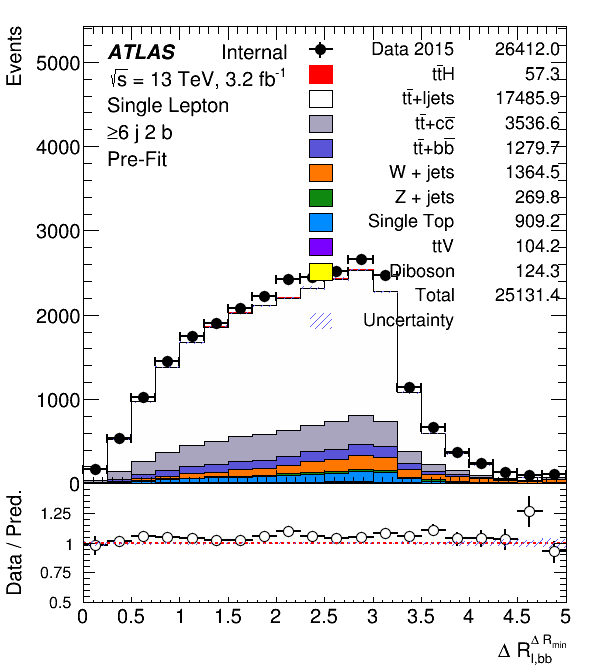 ATLAS Internal
√s = 13 TeV, 3.2 fb⁻¹
Single Lepton
≥6 j 2 b
Pre-Fit
Data 2015 26412.0
tt̄H 57.3
tt̄+ljets 17485.9
tt̄+cc̄ 3536.6
tt̄+bb̄ 1279.7
W + jets 1364.5
Z + jets 269.8
Single Top 909.2
ttV 104.2
Diboson 124.3
Total 25131.4
Uncertainty
Events
5000
4000
3000
2000
1000
0
Data / Pred.
1.25
1
0.75
0.5
0 0.5 1 1.5 2 2.5 3 3.5 4 4.5 5
Δ R_{l,bb}^{Δ R_{min}}